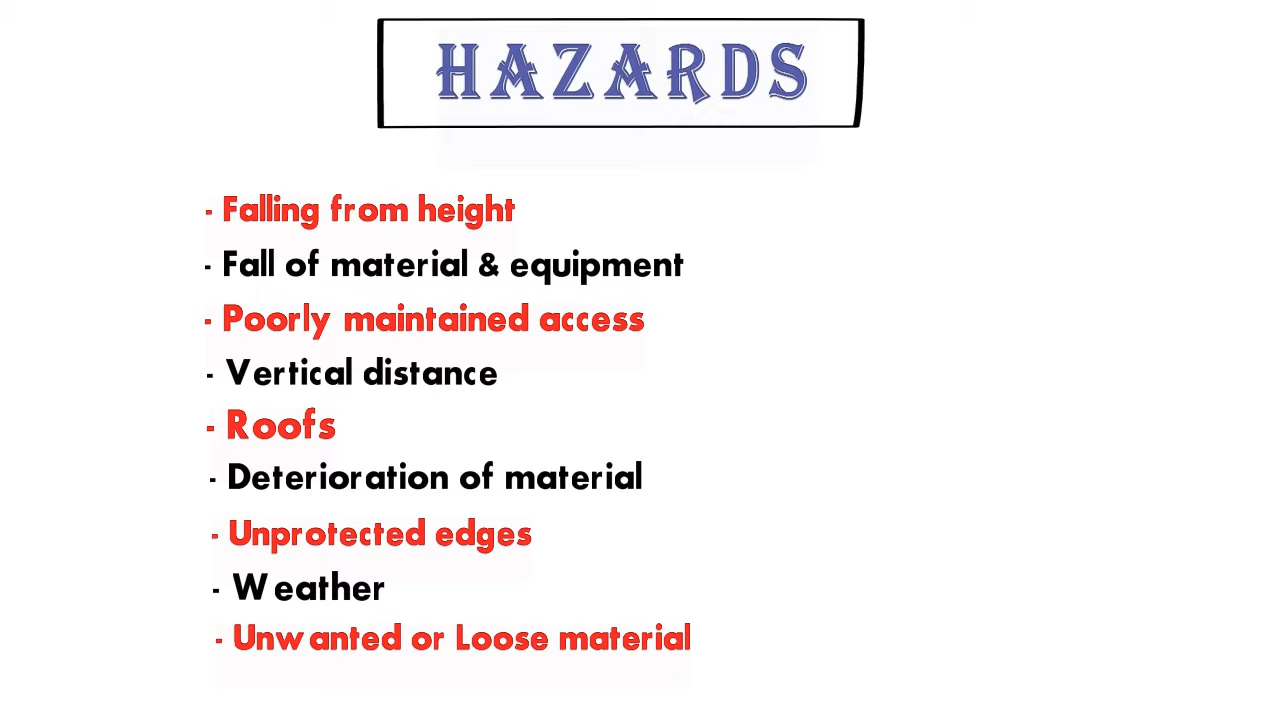 HAZARDS
- Falling from height
- Fall of material & equipment
- Poorly maintained access
- Vertical distance
- Roofs
- Deterioration of material
- Unprotected edges
- Weather
- Unwanted or Loose material